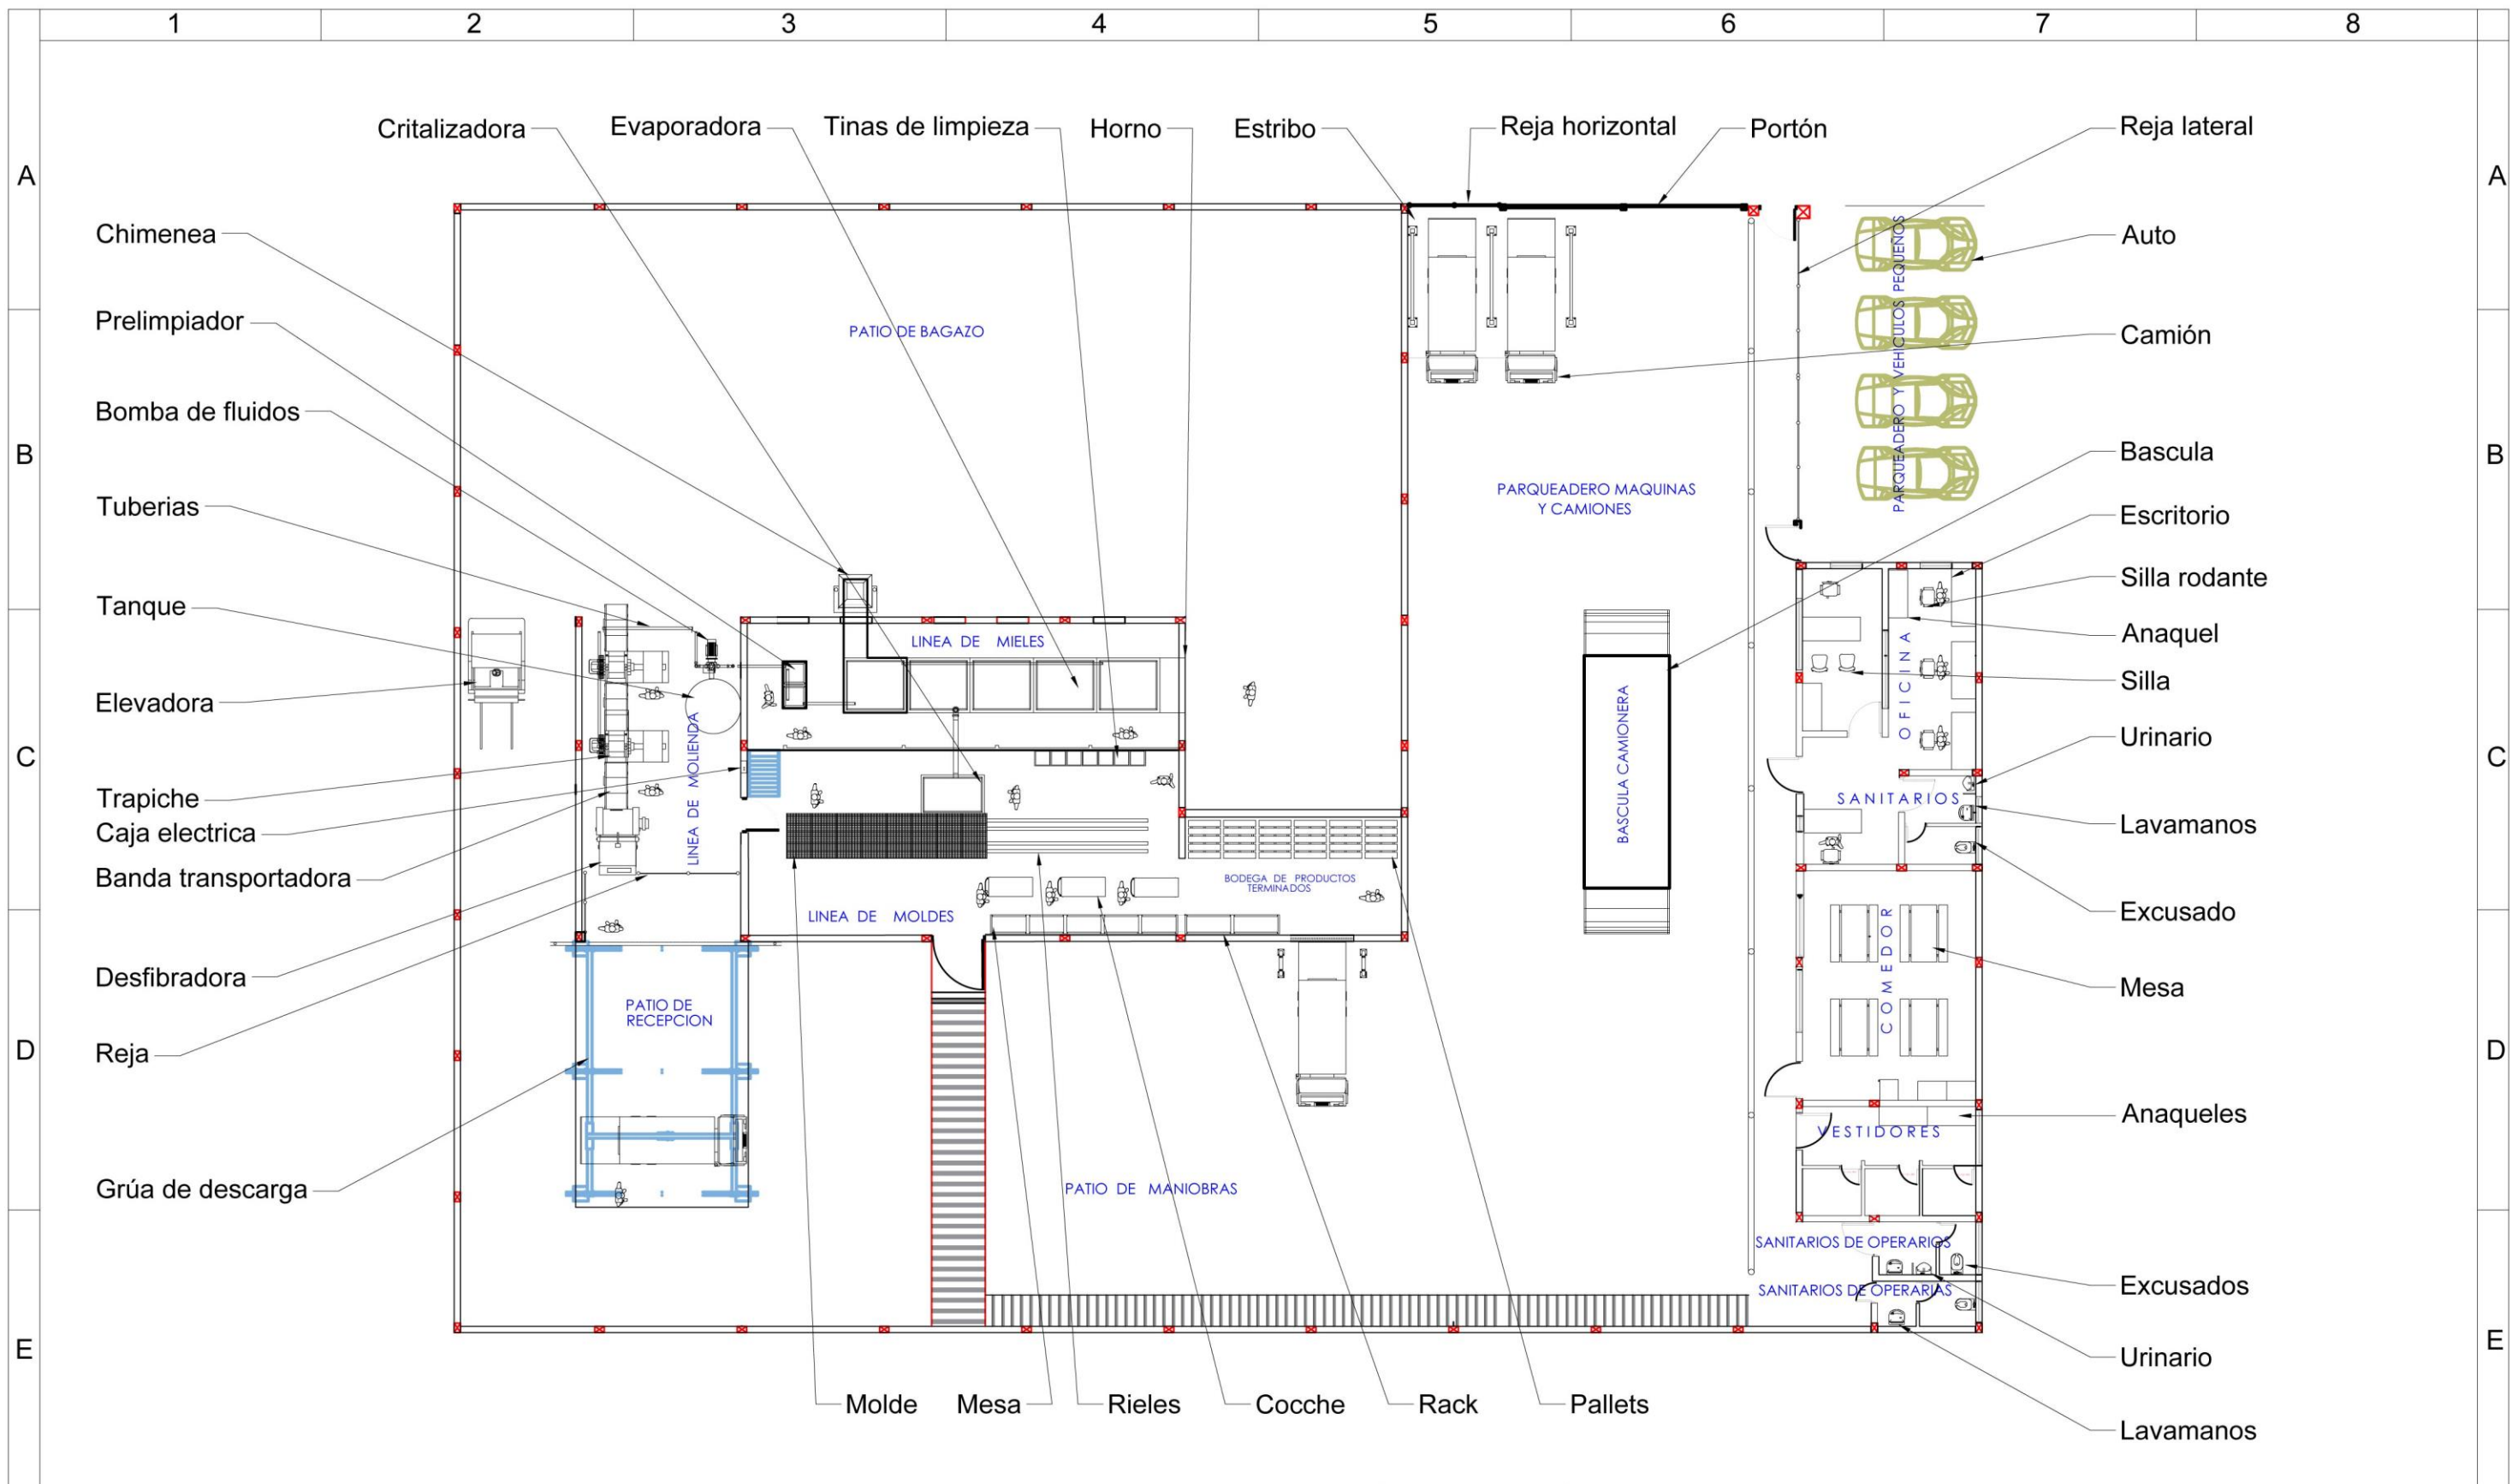 1 2 3 4 5 6 7 8
A
B
C
D
E
A
B
C
D
E
Critalizadora
Evaporadora
Tinas de limpieza
Horno
Estribo
Reja horizontal
Portón
Reja lateral
Chimenea
Prelimpiador
Bomba de fluidos
Tuberias
Tanque
Elevadora
Trapiche
Caja electrica
Banda transportadora
Desfibradora
Reja
Grúa de descarga
PATIO DE BAGAZO
LINEA DE MIELES
LINEA DE MOLIENDA
LINEA DE MOLDES
BODEGA DE PRODUCTOS
TERMINADOS
PATIO DE
RECEPCION
PATIO DE MANIOBRAS
PARQUEADERO MAQUINAS
Y CAMIONES
BASCULA CAMIONERA
PARQUEADERO Y VEHICULOS PEQUEÑOS
OFICINA
SANITARIOS
COMEDOR
VESTIDORES
SANITARIOS DE OPERARIOS
SANITARIOS DE OPERARIAS
Auto
Camión
Bascula
Escritorio
Silla rodante
Anaquel
Silla
Urinario
Lavamanos
Excusado
Mesa
Anaqueles
Excusados
Urinario
Lavamanos
Molde
Mesa
Rieles
Cocche
Rack
Pallets